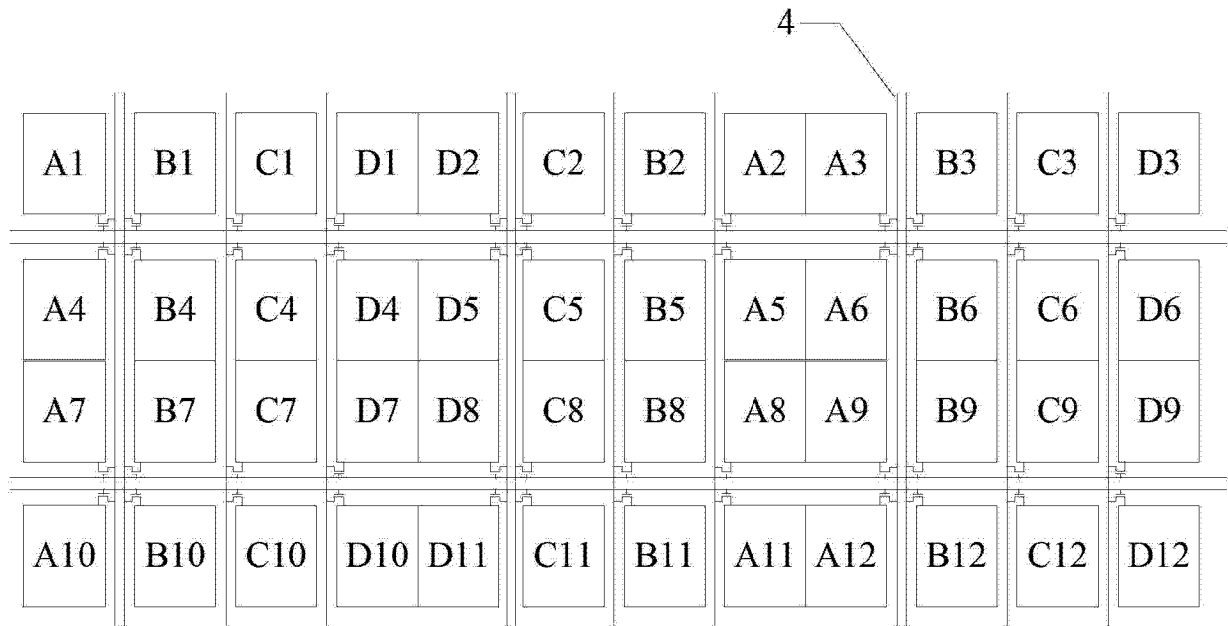 4
A1 B1 C1 D1 D2 C2 B2 A2 A3 B3 C3 D3
A4 B4 C4 D4 D5 C5 B5 A5 A6 B6 C6 D6
A7 B7 C7 D7 D8 C8 B8 A8 A9 B9 C9 D9
A10 B10 C10 D10 D11 C11 B11 A11 A12 B12 C12 D12